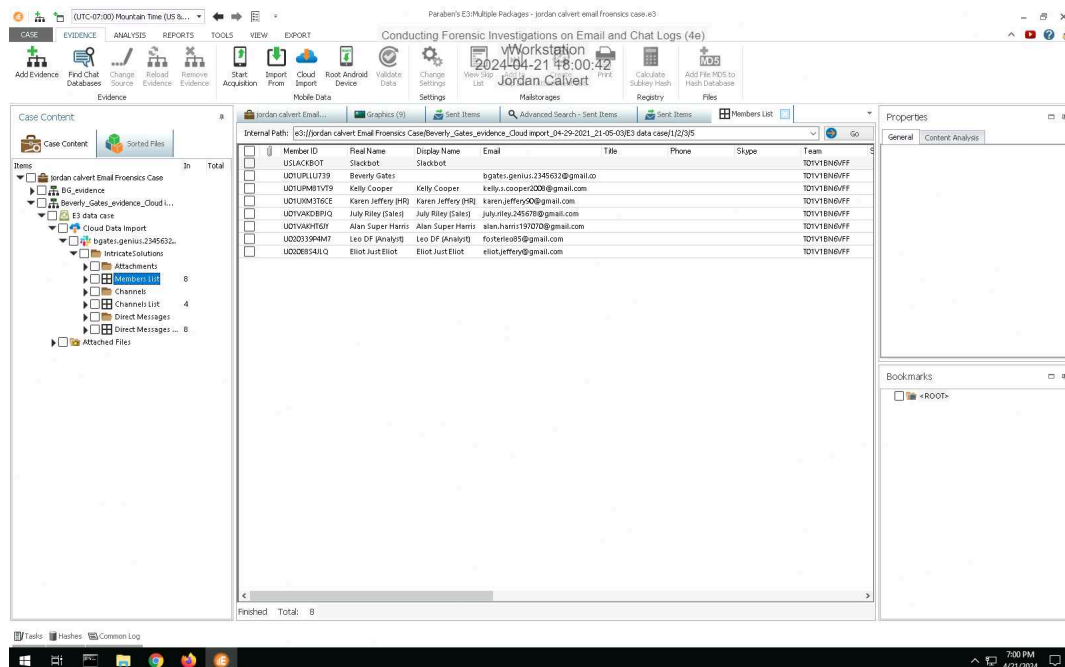 (UTC-07:00) Mountain Time (US &...
Paraben's E3:Multiple Packages - jordan calvert email froensics case.e3
CASE EVIDENCE ANALYSIS REPORTS TOOLS VIEW EXPORT
Conducting Forensic Investigations on Email and Chat Logs (4e)
vWorkstation
2024-04-21 18:00:42
Jordan Calvert
Add Evidence
Find Chat Databases
Change Source
Reload Evidence
Remove Evidence
Start Acquisition
Import From
Cloud Import
Root Android Device
Validate Data
Change Settings
View Skip List
Print
Calculate Subkey Hash
MD5
Add File MD5 to Hash Database
Evidence Mobile Data Settings Mailstorages Registry Files
Case Content
Case Content Sorted Files
Items In Total
jordan calvert Email Froensics Case
BG_evidence
Beverly_Gates_evidence_Cloud i...
E3 data case
Cloud Data Import
bgates.genius.2345632...
IntricateSolutions
Attachments
Members List 8
Channels
Channels List 4
Direct Messages
Direct Messages ... 8
Attached Files
jordan calvert Email... Graphics (9) Sent Items Advanced Search - Sent Items Sent Items Members List
Internal Path: e3://jordan calvert Email Froensics Case/Beverly_Gates_evidence_Cloud import_04-29-2021_21-05-03/E3 data case/1/2/3/5 Go
Member ID Real Name Display Name Email Title Phone Skype Team S
USLACKBOT Slackbot Slackbot T01V1BN6VFF
U01UPLLU739 Beverly Gates bgates.genius.2345632@gmail.co T01V1BN6VFF
U01UPM81VT9 Kelly Cooper Kelly Cooper kelly.s.cooper2008@gmail.com T01V1BN6VFF
U01UXM3T6CE Karen Jeffery (HR) Karen Jeffery (HR) karen.jeffery90@gmail.com T01V1BN6VFF
U01VAKDBPJQ July Riley (Sales) July Riley (Sales) july.riley.245678@gmail.com T01V1BN6VFF
U01VAKHT6JY Alan Super Harris Alan Super Harris alan.harris197070@gmail.com T01V1BN6VFF
U020339P4M7 Leo DF (Analyst) Leo DF (Analyst) fosterleo85@gmail.com T01V1BN6VFF
U020E8S4JLQ Eliot Just Eliot Eliot Just Eliot eliot.jeffery@gmail.com T01V1BN6VFF
Finished Total: 8
Properties
General Content Analysis
Bookmarks
<ROOT>
Tasks Hashes Common Log
7:00 PM
4/21/2024